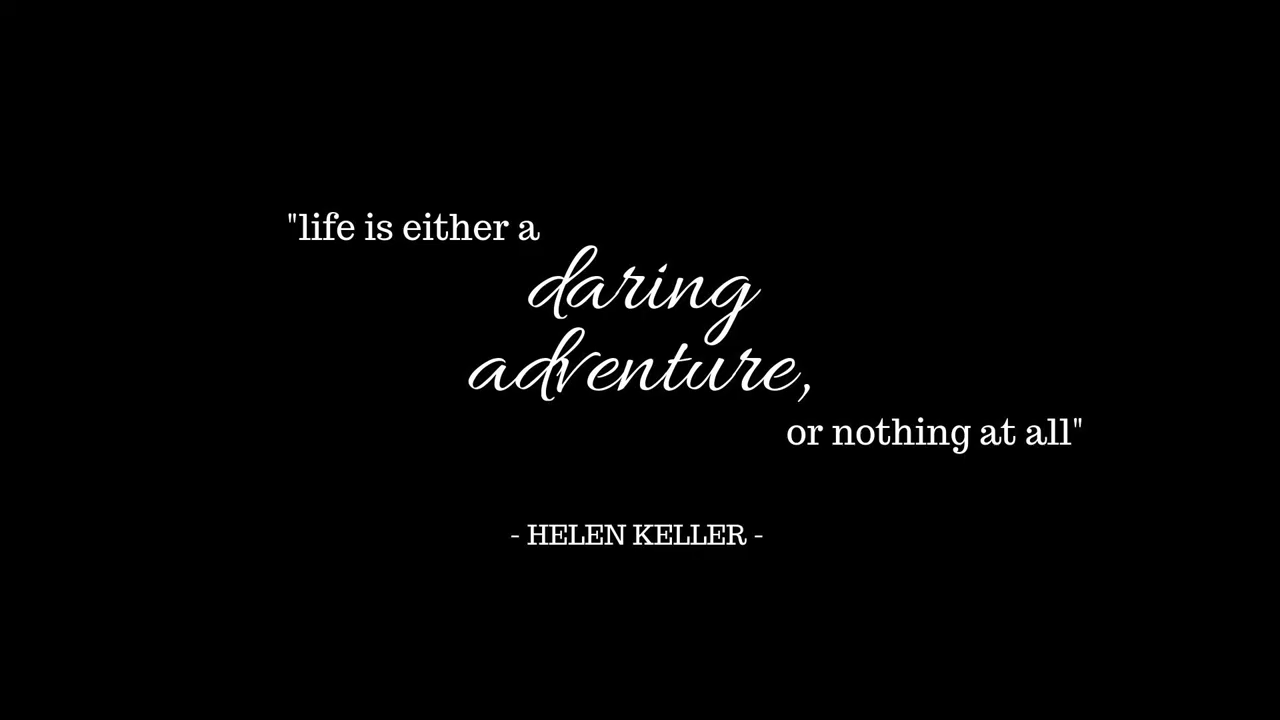 "life is either a
daring
adventure,
or nothing at all"
- HELEN KELLER -